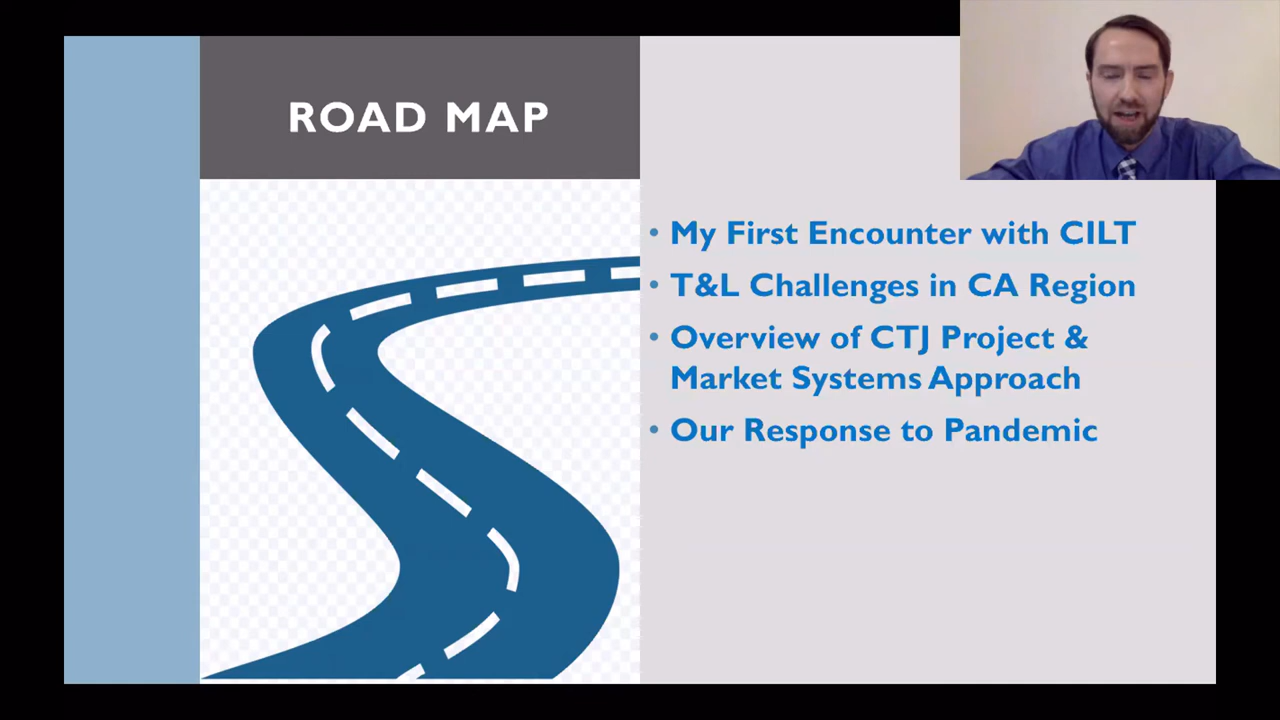 ROAD MAP
• My First Encounter with CILT
• T&L Challenges in CA Region
• Overview of CTJ Project &
Market Systems Approach
• Our Response to Pandemic